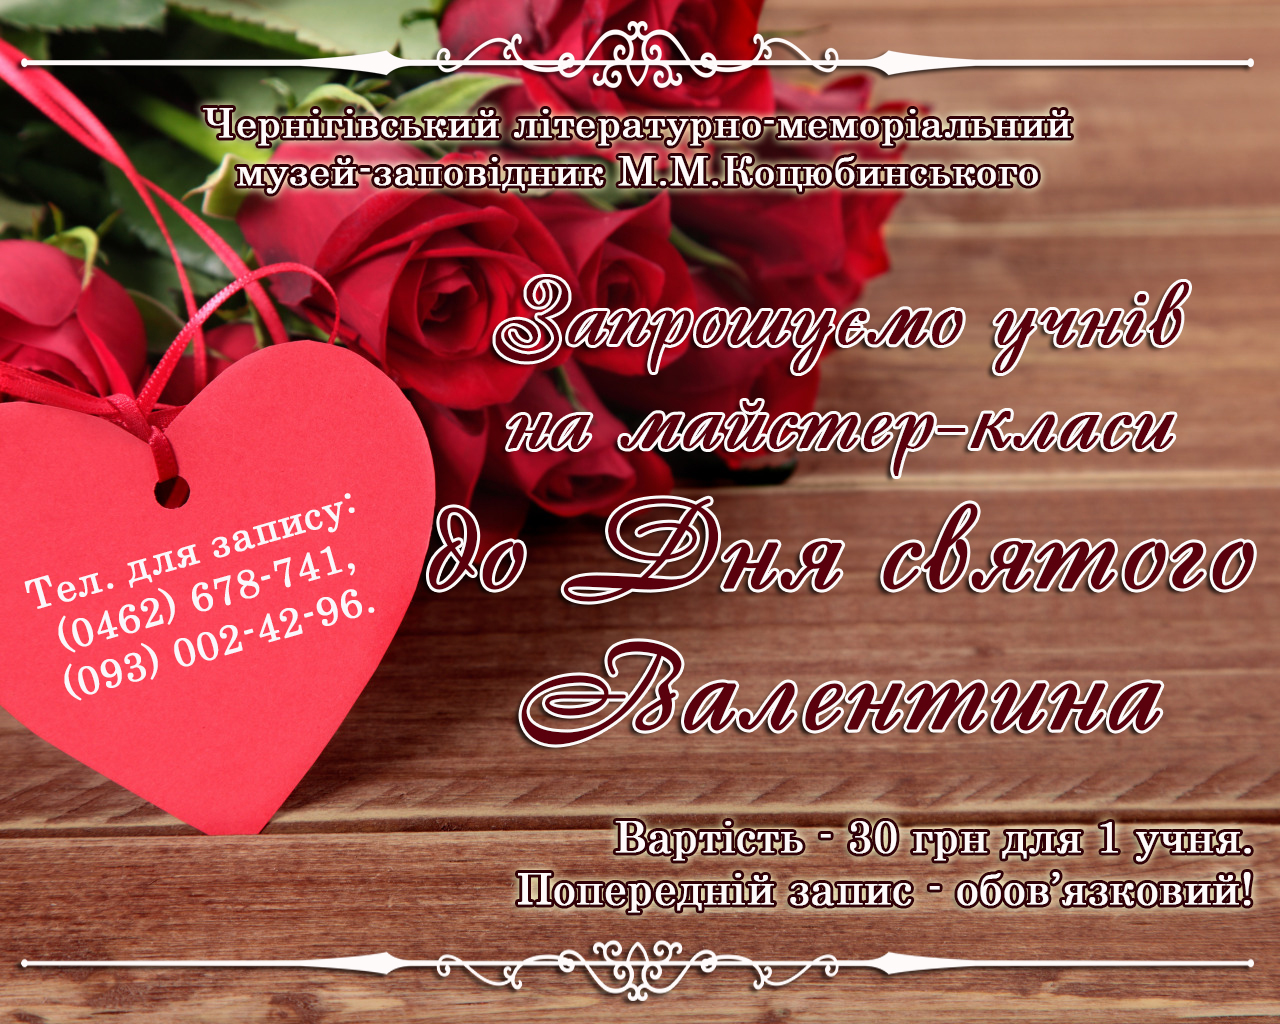 Чернігівський літературно-меморіальний
музей-заповідник М.М.Коцюбинського
Запрошуємо учнів
на майстер-класи
до Дня святого
Валентина
Тел. для запису:
(0462) 678-741,
(093) 002-42-96.
Вартість - 30 грн для 1 учня.
Попередній запис - обов’язковий!